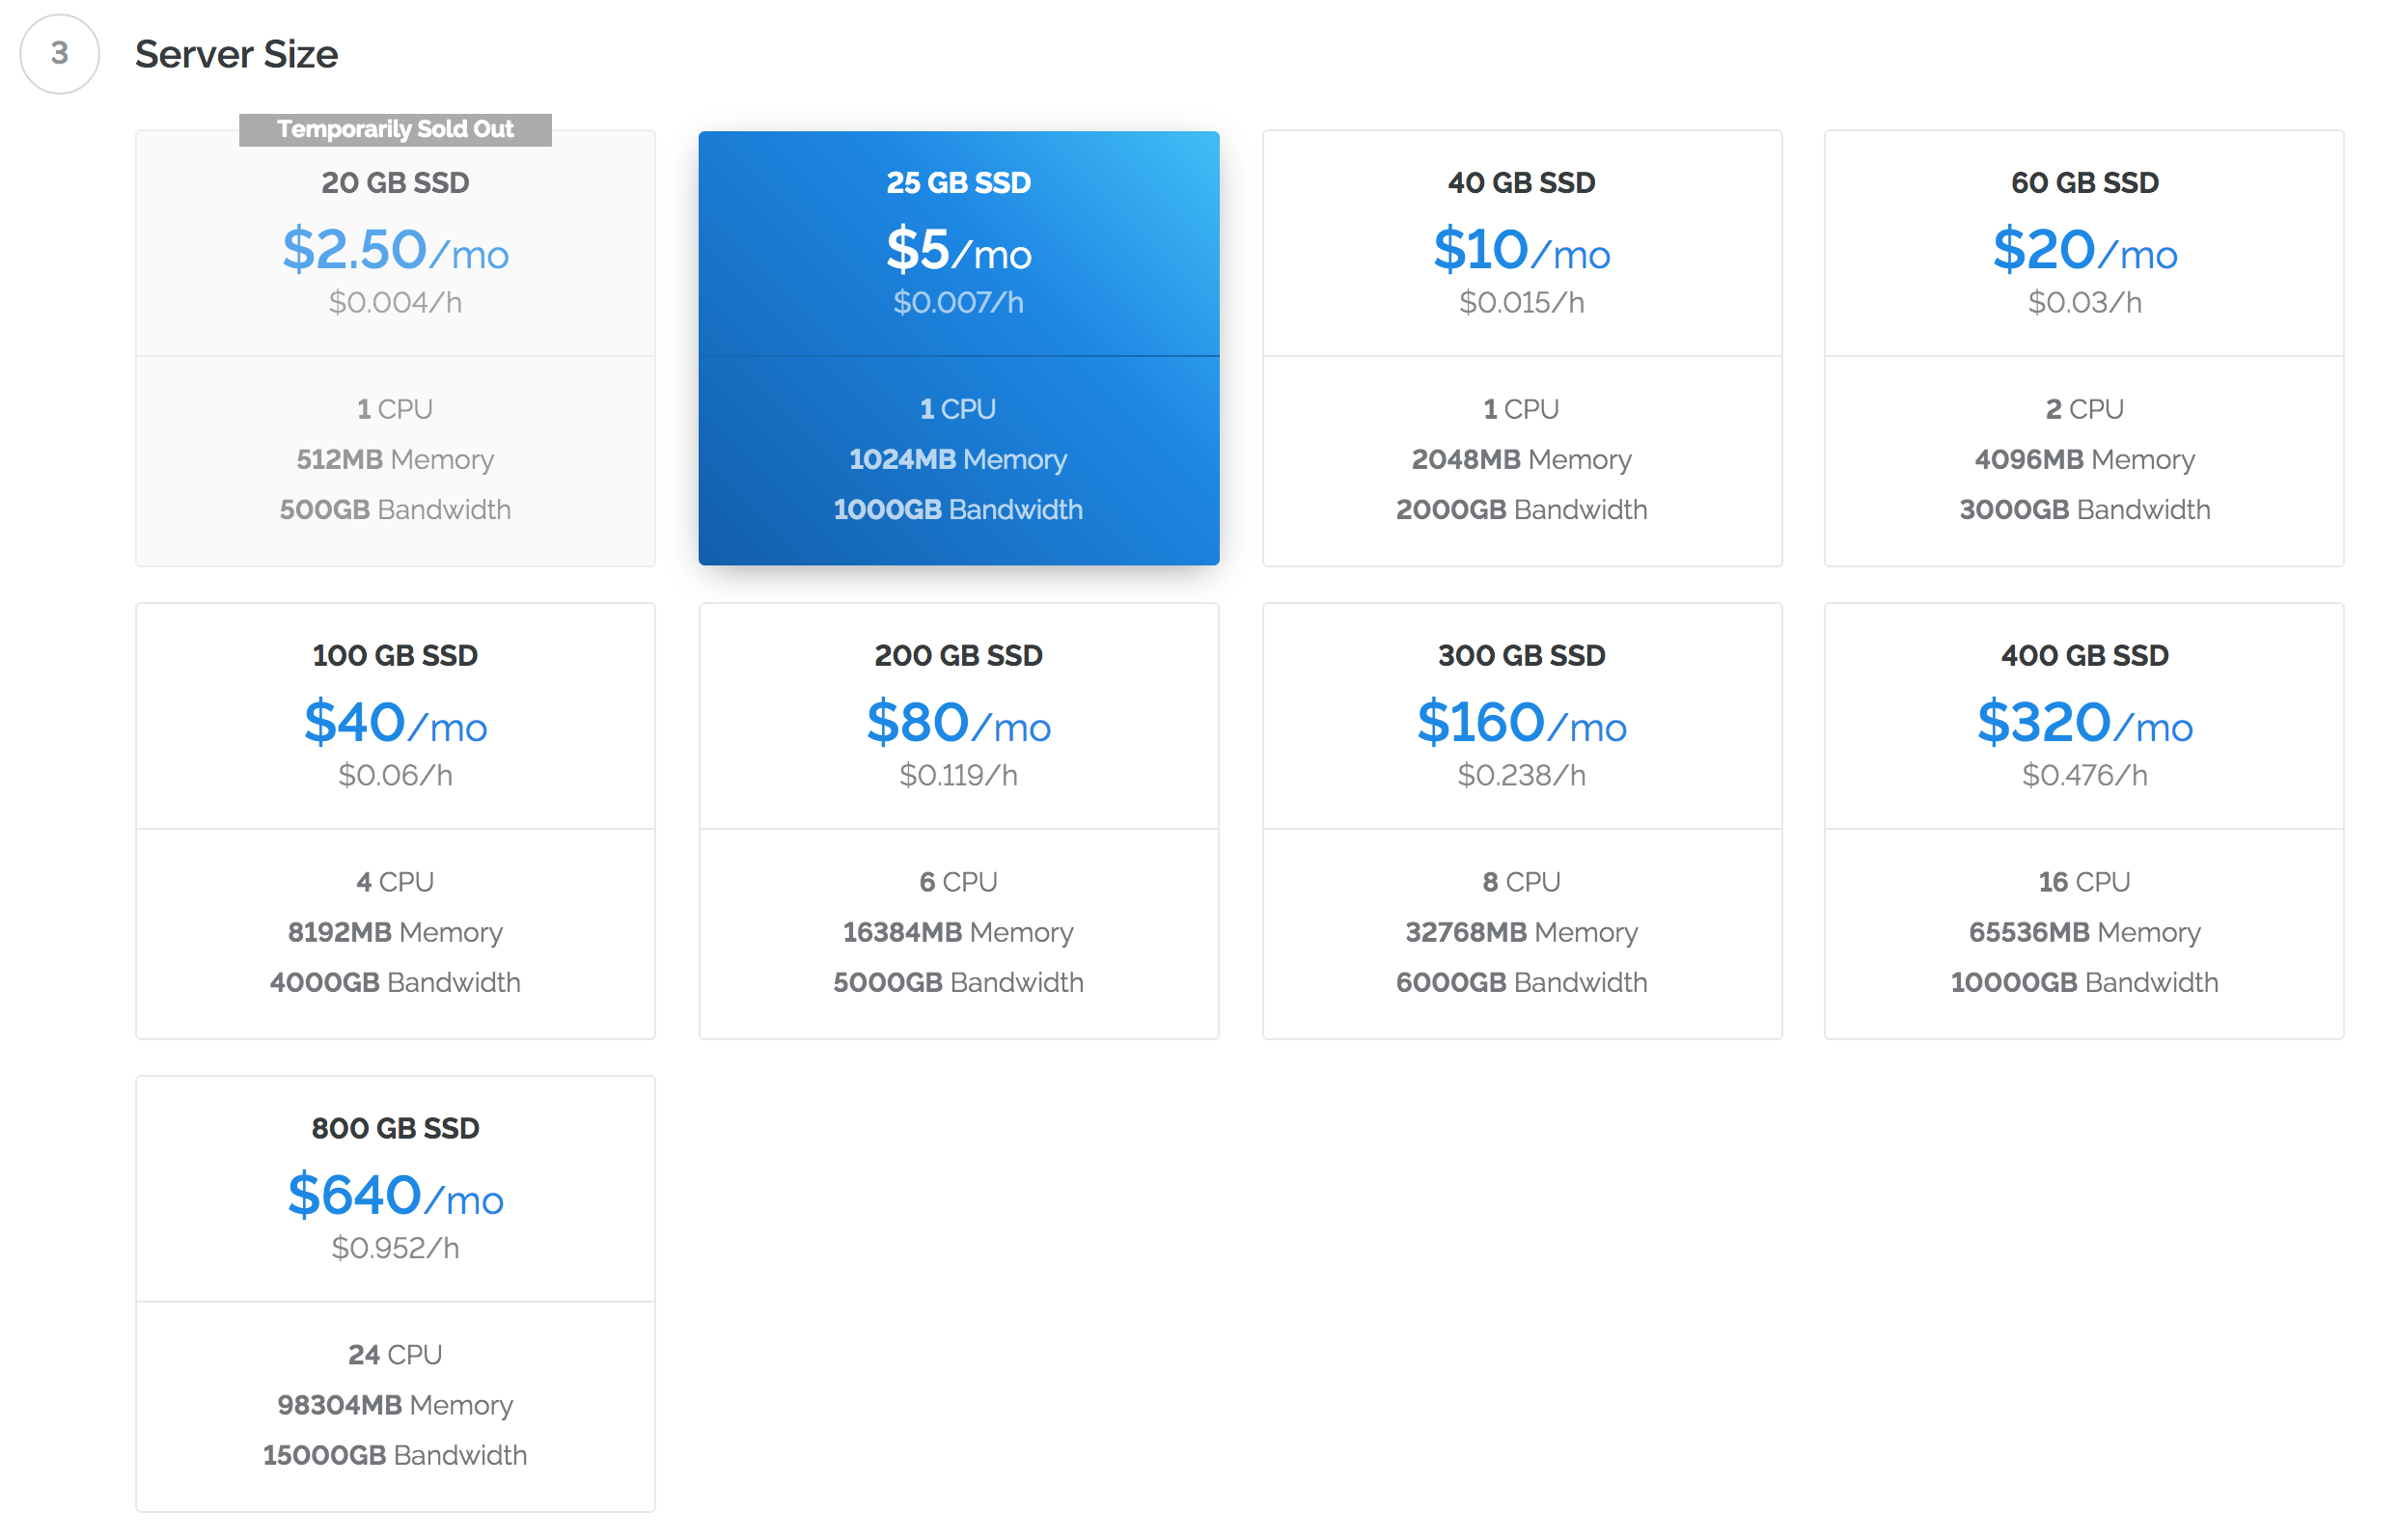 3
Server Size
Temporarily Sold Out
20 GB SSD
$2.50/mo
$0.004/h
1 CPU
512MB Memory
500GB Bandwidth
25 GB SSD
$5/mo
$0.007/h
1 CPU
1024MB Memory
1000GB Bandwidth
40 GB SSD
$10/mo
$0.015/h
1 CPU
2048MB Memory
2000GB Bandwidth
60 GB SSD
$20/mo
$0.03/h
2 CPU
4096MB Memory
3000GB Bandwidth
100 GB SSD
$40/mo
$0.06/h
4 CPU
8192MB Memory
4000GB Bandwidth
200 GB SSD
$80/mo
$0.119/h
6 CPU
16384MB Memory
5000GB Bandwidth
300 GB SSD
$160/mo
$0.238/h
8 CPU
32768MB Memory
6000GB Bandwidth
400 GB SSD
$320/mo
$0.476/h
16 CPU
65536MB Memory
10000GB Bandwidth
800 GB SSD
$640/mo
$0.952/h
24 CPU
98304MB Memory
15000GB Bandwidth